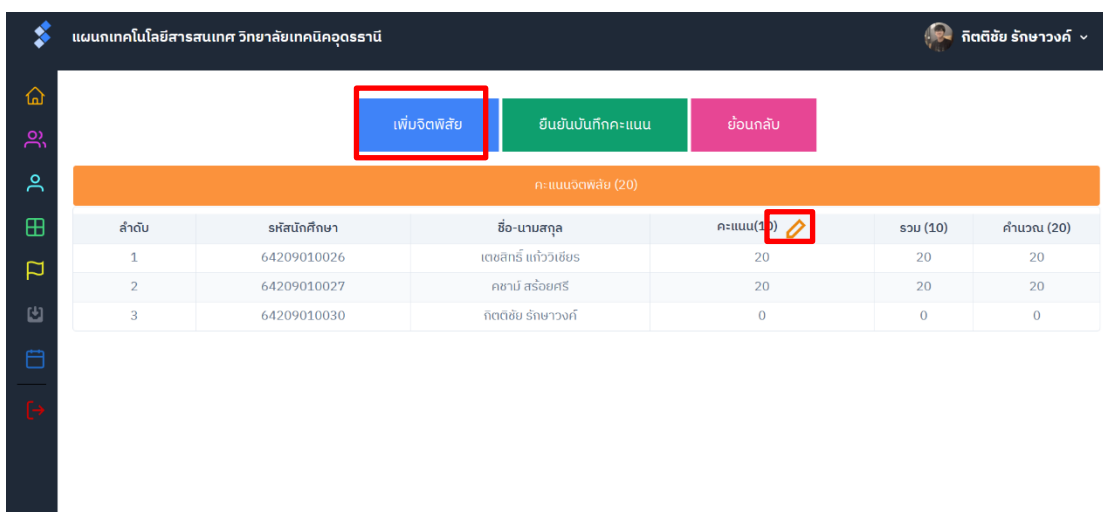 แผนกเทคโนโลยีสารสนเทศ วิทยาลัยเทคนิคอุดรธานี กิตติชัย รักษาวงค์
เพิ่มจิตพิสัย ยืนยันบันทึกคะแนน ย้อนกลับ
คะแนนจิตพิสัย (20)
ลำดับ รหัสนักศึกษา ชื่อ-นามสกุล คะแนน(10) รวม (10) คำนวณ (20)
1 64209010026 เตชสิทธิ์ แก้ววิเชียร 20 20 20
2 64209010027 คชามํ สร้อยศรี 20 20 20
3 64209010030 กิตติชัย รักษาวงค์ 0 0 0